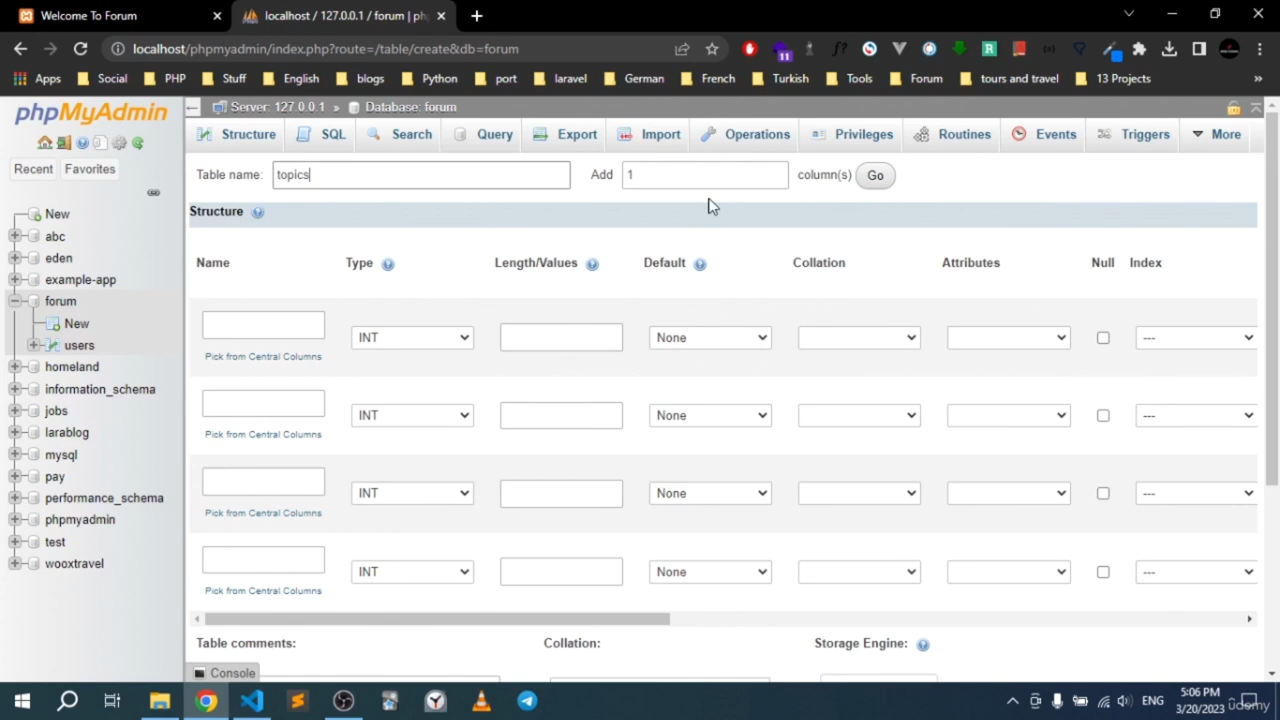 Welcome To Forum
localhost / 127.0.0.1 / forum | ph
localhost/phpmyadmin/index.php?route=/table/create&db=forum
11
Apps Social PHP Stuff English blogs Python port laravel German French Turkish Tools Forum tours and travel 13 Projects »
phpMyAdmin
Recent Favorites
New
abc
eden
example-app
forum
New
users
homeland
information_schema
jobs
larablog
mysql
pay
performance_schema
phpmyadmin
test
wooxtravel
Server: 127.0.0.1 » Database: forum
Structure SQL Search Query Export Import Operations Privileges Routines Events Triggers More
Table name: topics Add 1 column(s) Go
Structure
Name Type Length/Values Default Collation Attributes Null Index
INT None ---
Pick from Central Columns
INT None ---
Pick from Central Columns
INT None ---
Pick from Central Columns
INT None ---
Pick from Central Columns
Table comments: Collation: Storage Engine:
Console
ENG
5:06 PM
3/20/2023
udemy